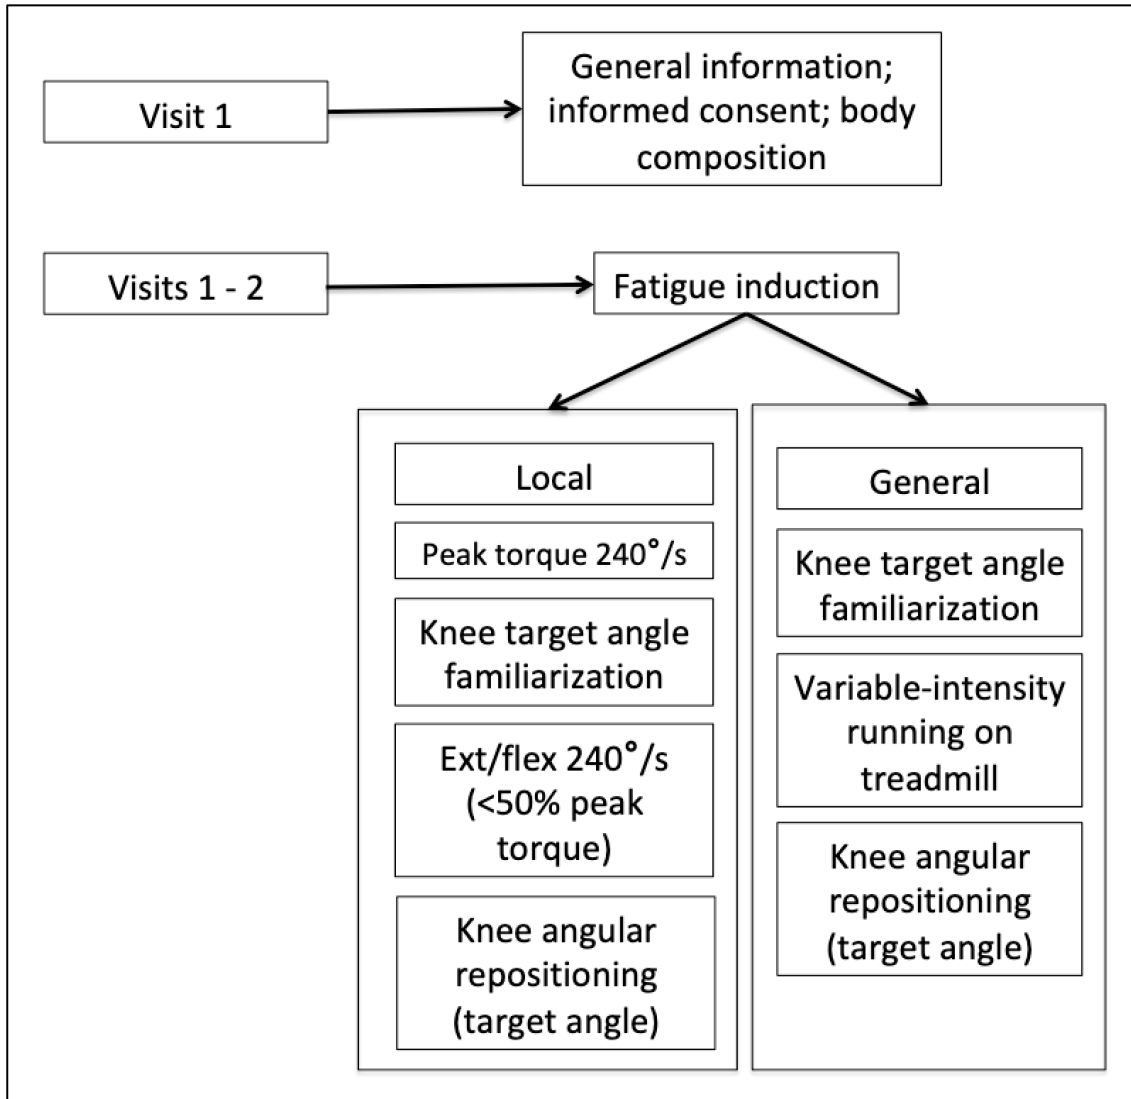 Visit 1
General information;
informed consent; body
composition
Visits 1 - 2
Fatigue induction
Local
Peak torque 240°/s
Knee target angle
familiarization
Ext/flex 240°/s
(<50% peak
torque)
Knee angular
repositioning
(target angle)
General
Knee target angle
familiarization
Variable-intensity
running on
treadmill
Knee angular
repositioning
(target angle)